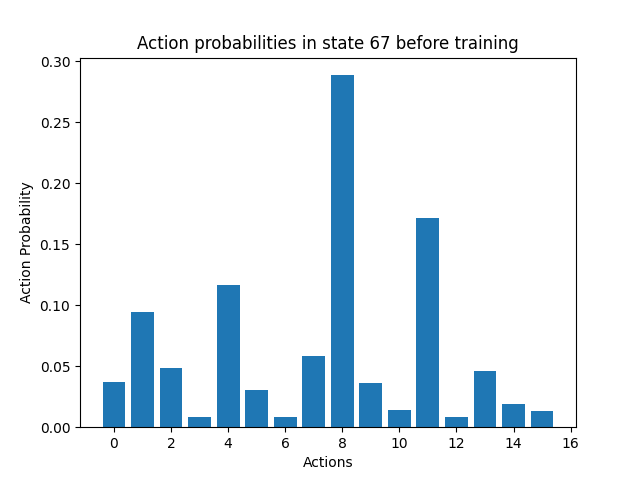 Action probabilities in state 67 before training
0.30
0.25
0.20
0.15
0.10
0.05
0.00
Action Probability
0 2 4 6 8 10 12 14 16
Actions